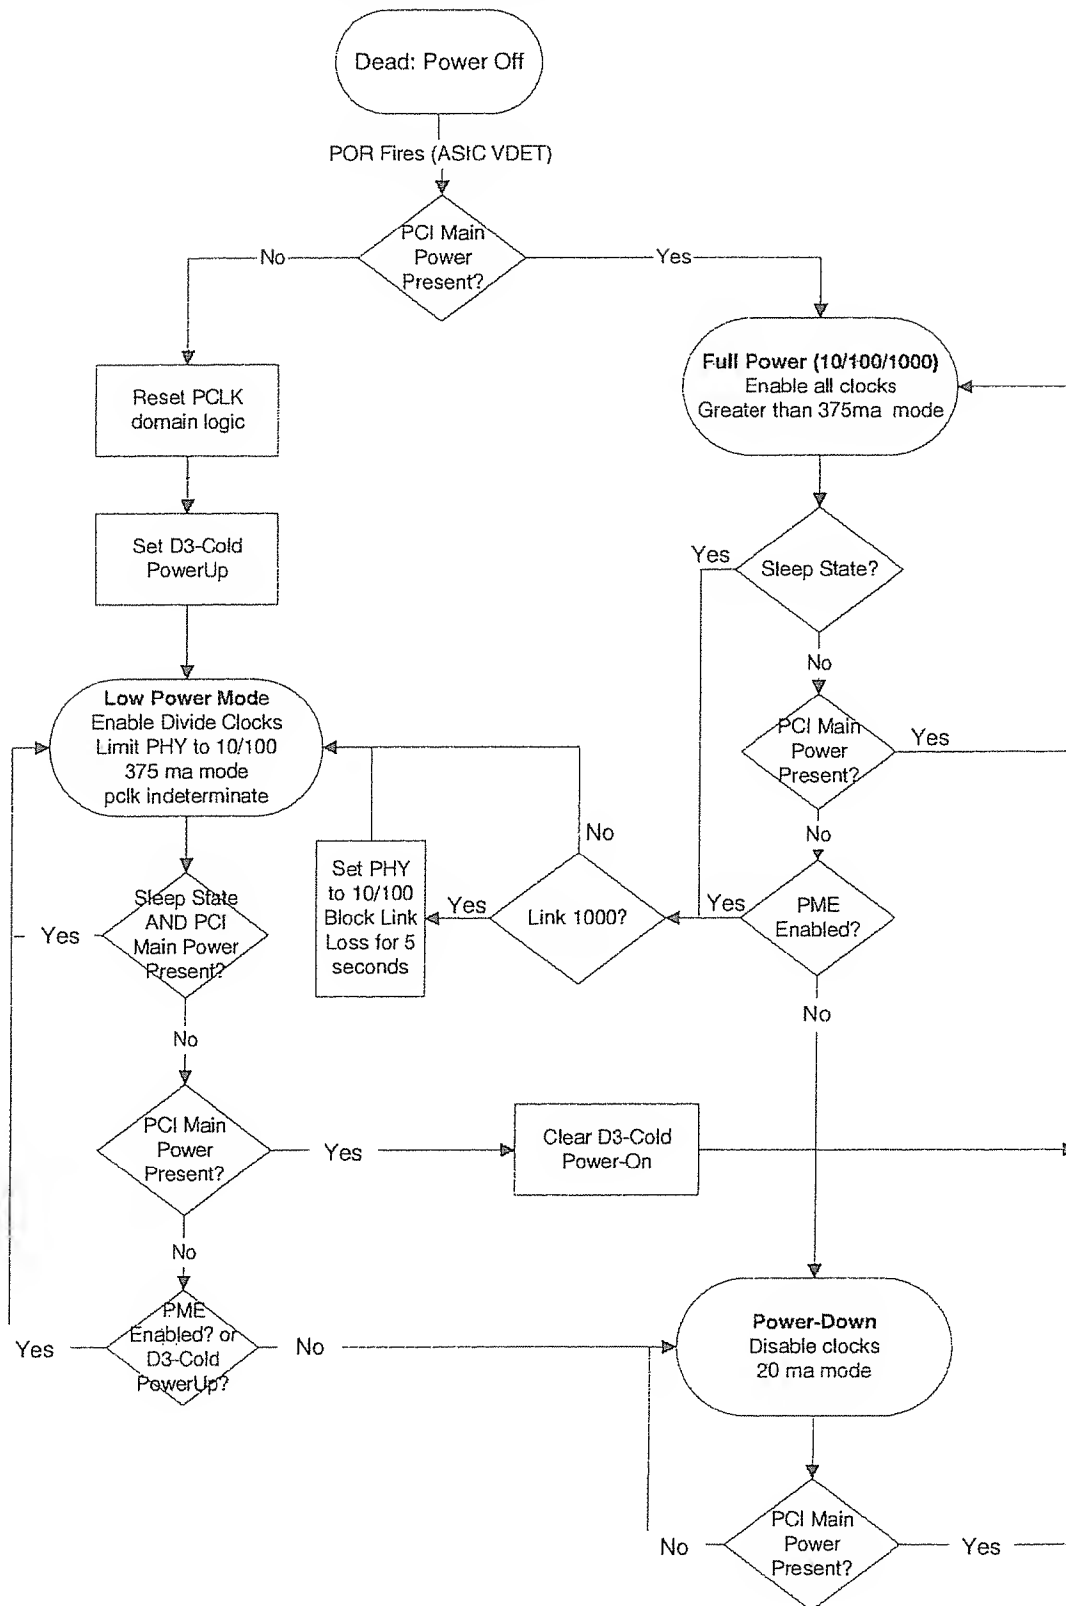 Dead: Power Off
POR Fires (ASIC VDET)
PCI Main
Power
Present?
No
Yes
Reset PCLK
domain logic
Full Power (10/100/1000)
Enable all clocks
Greater than 375ma mode
Set D3-Cold
PowerUp
Yes
Sleep State?
No
Low Power Mode
Enable Divide Clocks
Limit PHY to 10/100
375 ma mode
pclk indeterminate
PCI Main
Power
Present?
Yes
No
No
Set PHY
to 10/100
Block Link
Loss for 5
seconds
Yes
Link 1000?
Yes
PME
Enabled?
Sleep State
AND PCI
Main Power
Present?
Yes
No
No
PCI Main
Power
Present?
Yes
Clear D3-Cold
Power-On
No
PME
Enabled? or
D3-Cold
PowerUp?
Yes
No
Power-Down
Disable clocks
20 ma mode
PCI Main
Power
Present?
No
Yes